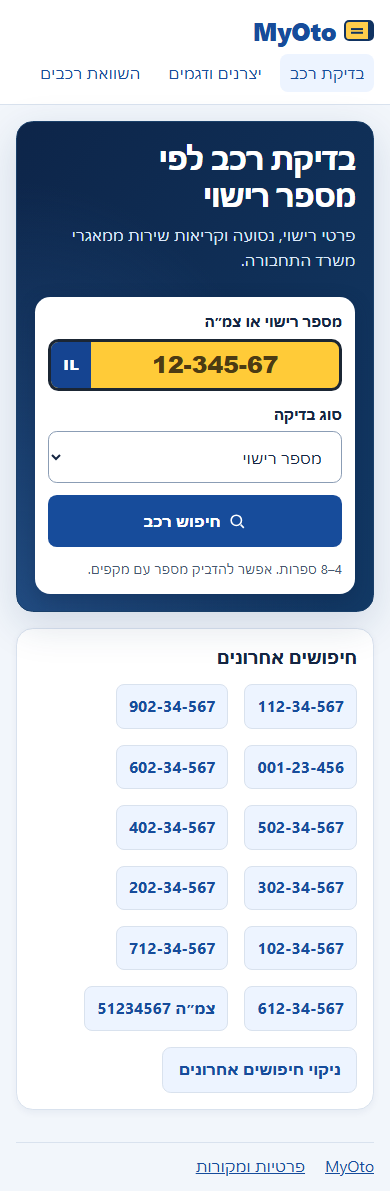 MyOto
בדיקת רכב
יצרנים ודגמים
השוואת רכבים
בדיקת רכב לפי
מספר רישוי
פרטי רישוי, נסועה וקריאות שירות ממאגרי
משרד התחבורה.
מספר רישוי או צמ״ה
12-345-67
IL
סוג בדיקה
מספר רישוי
חיפוש רכב
4–8 ספרות. אפשר להדביק מספר עם מקפים.
חיפושים אחרונים
112-34-567
902-34-567
001-23-456
602-34-567
502-34-567
402-34-567
302-34-567
202-34-567
102-34-567
712-34-567
612-34-567
צמ״ה 51234567
ניקוי חיפושים אחרונים
MyOto
פרטיות ומקורות